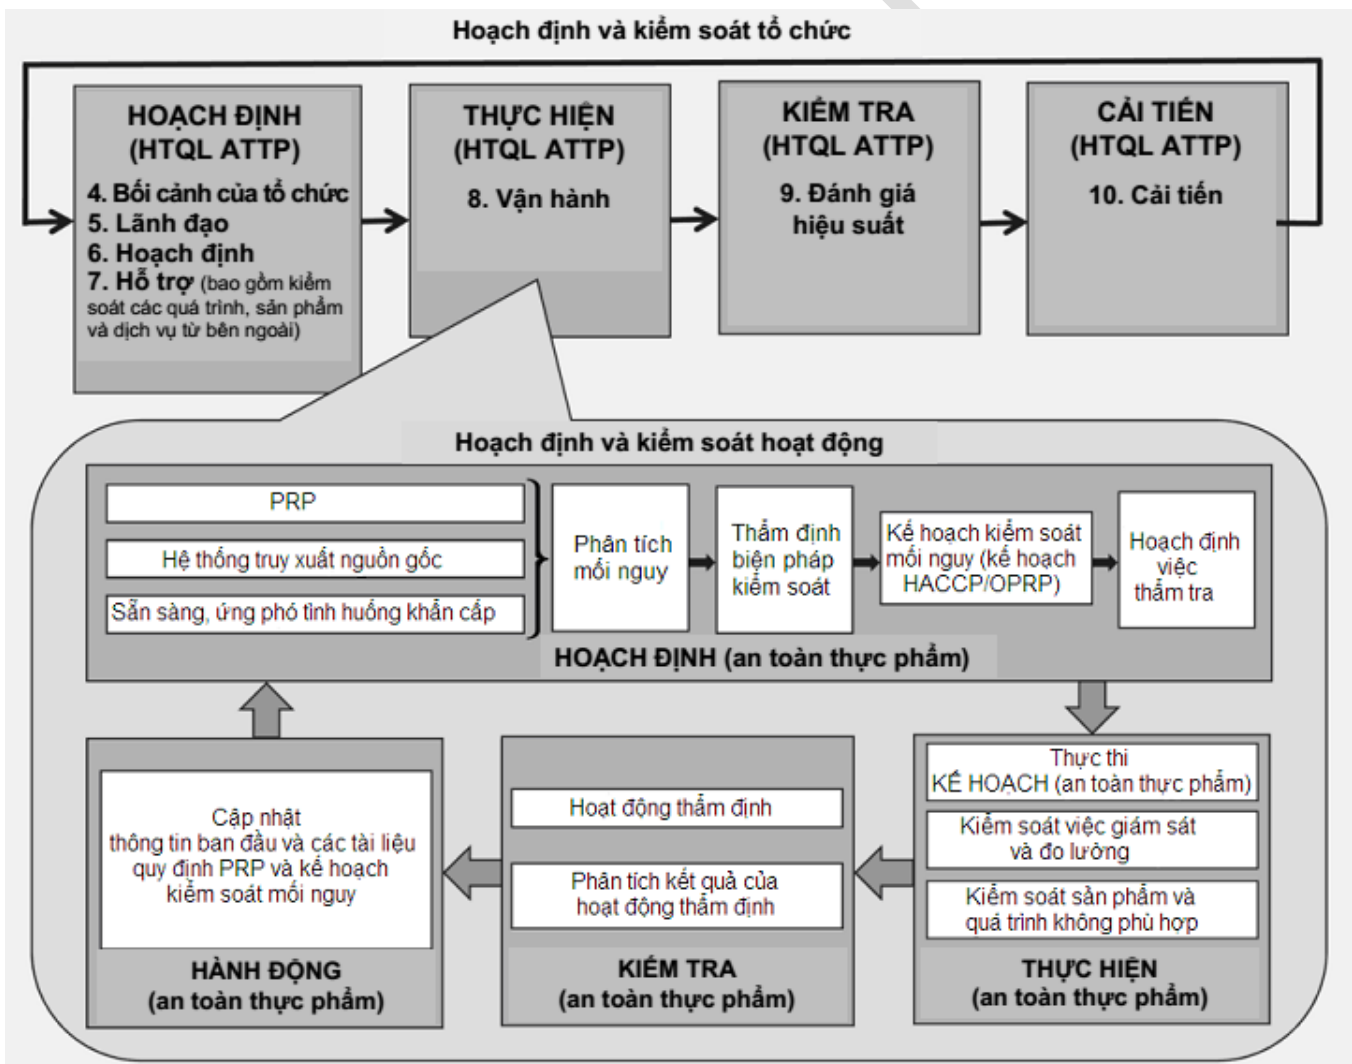 Hoạch định và kiểm soát tổ chức
HOẠCH ĐỊNH
(HTQL ATTP)
4. Bối cảnh của tổ chức
5. Lãnh đạo
6. Hoạch định
7. Hỗ trợ (bao gồm kiểm
soát các quá trình, sản phẩm
và dịch vụ từ bên ngoài)
THỰC HIỆN
(HTQL ATTP)
8. Vận hành
KIỂM TRA
(HTQL ATTP)
9. Đánh giá
hiệu suất
CẢI TIẾN
(HTQL ATTP)
10. Cải tiến
Hoạch định và kiểm soát hoạt động
PRP
Hệ thống truy xuất nguồn gốc
Sẵn sàng, ứng phó tình huống khẩn cấp
Phân tích
mối nguy
Thẩm định
biện pháp
kiểm soát
Kế hoạch kiểm soát
mối nguy (kế hoạch
HACCP/OPRP)
Hoạch định
việc
thẩm tra
HOẠCH ĐỊNH (an toàn thực phẩm)
Cập nhật
thông tin ban đầu và các tài liệu
quy định PRP và kế hoạch
kiểm soát mối nguy
HÀNH ĐỘNG
(an toàn thực phẩm)
Hoạt động thẩm định
Phân tích kết quả của
hoạt động thẩm định
KIỂM TRA
(an toàn thực phẩm)
Thực thi
KẾ HOẠCH (an toàn thực phẩm)
Kiểm soát việc giám sát
và đo lường
Kiểm soát sản phẩm và
quá trình không phù hợp
THỰC HIỆN
(an toàn thực phẩm)